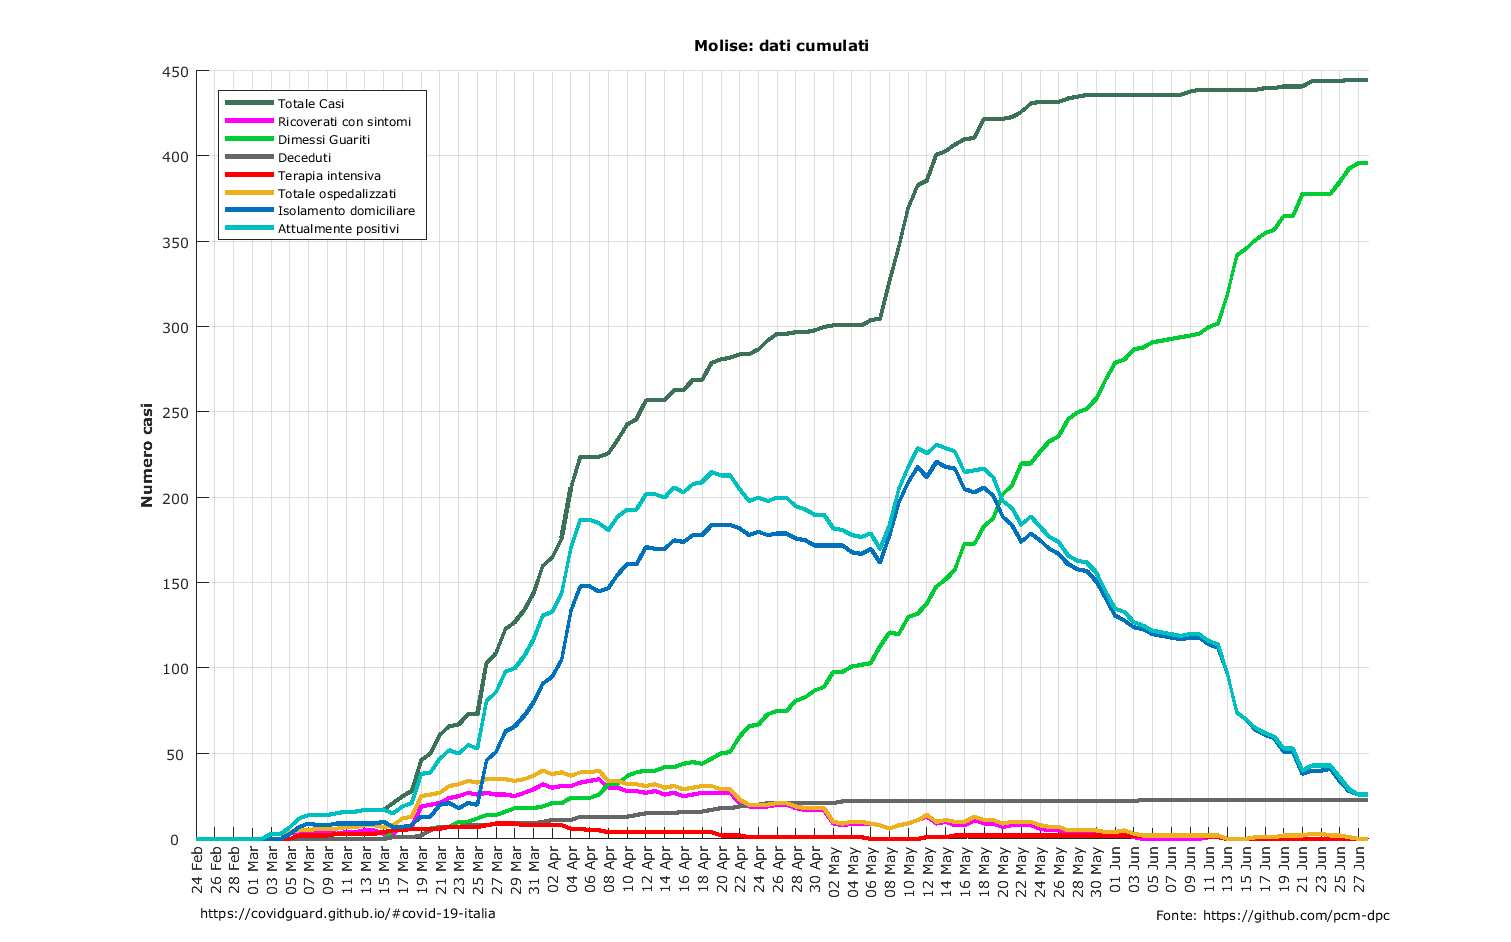 Molise: dati cumulati
Numero casi
450
400
350
300
250
200
150
100
50
0
Totale Casi
Ricoverati con sintomi
Dimessi Guariti
Deceduti
Terapia intensiva
Totale ospedalizzati
Isolamento domiciliare
Attualmente positivi
24 Feb
26 Feb
28 Feb
01 Mar
03 Mar
05 Mar
07 Mar
09 Mar
11 Mar
13 Mar
15 Mar
17 Mar
19 Mar
21 Mar
23 Mar
25 Mar
27 Mar
29 Mar
31 Mar
02 Apr
04 Apr
06 Apr
08 Apr
10 Apr
12 Apr
14 Apr
16 Apr
18 Apr
20 Apr
22 Apr
24 Apr
26 Apr
28 Apr
30 Apr
02 May
04 May
06 May
08 May
10 May
12 May
14 May
16 May
18 May
20 May
22 May
24 May
26 May
28 May
30 May
01 Jun
03 Jun
05 Jun
07 Jun
09 Jun
11 Jun
13 Jun
15 Jun
17 Jun
19 Jun
21 Jun
23 Jun
25 Jun
27 Jun
https://covidguard.github.io/#covid-19-italia
Fonte: https://github.com/pcm-dpc